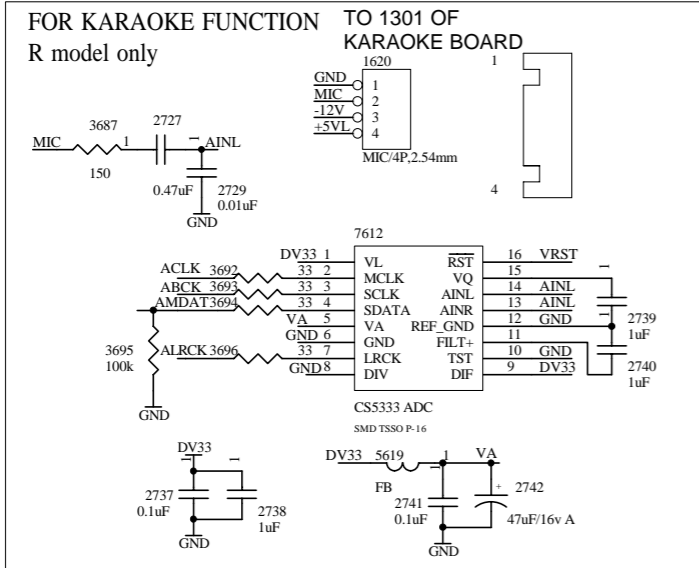 FOR KARAOKE FUNCTION
R model only
TO 1301 OF
KARAOKE BOARD
1620
GND 1
MIC 2
-12V 3
+5VL 4
MIC/4P,2.54mm
1
4
MIC
3687
150
1
2727
0.47uF
1
AINL
2729
0.01uF
GND
7612
DV33 1 VL
ACLK 3692 33 2 MCLK
ABCK 3693 33 3 SCLK
AMDAT 3694 33 4 SDATA
VA 5 VA
GND 6 GND
ALRCK 3696 33 7 LRCK
GND 8 DIV
RST 16 VRST
VQ 15
AINL 14 AINL
AINR 13 AINL
REF_GND 12 GND
FILT+ 11
TST 10 GND
DIF 9 DV33
1
2739
1uF
1
2740
1uF
3695
100k
GND
CS5333 ADC
SMD TSSO P-16
DV33
1
1
2737
0.1uF
2738
1uF
GND
DV33 5619 1 VA
FB
1
2741
0.1uF
+
2742
47uF/16v A
GND